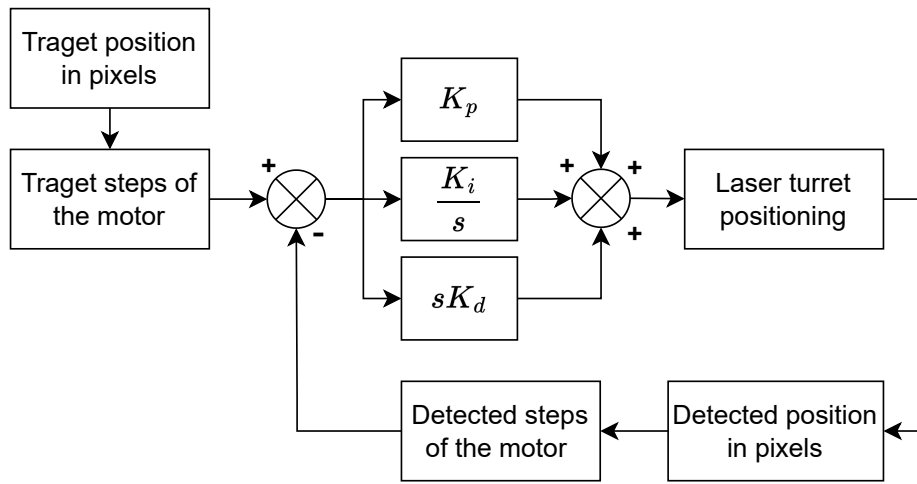 Traget position
in pixels
Traget steps of
the motor
+
-
K_p
K_i
s
sK_d
+
+
+
Laser turret
positioning
Detected steps
of the motor
Detected position
in pixels